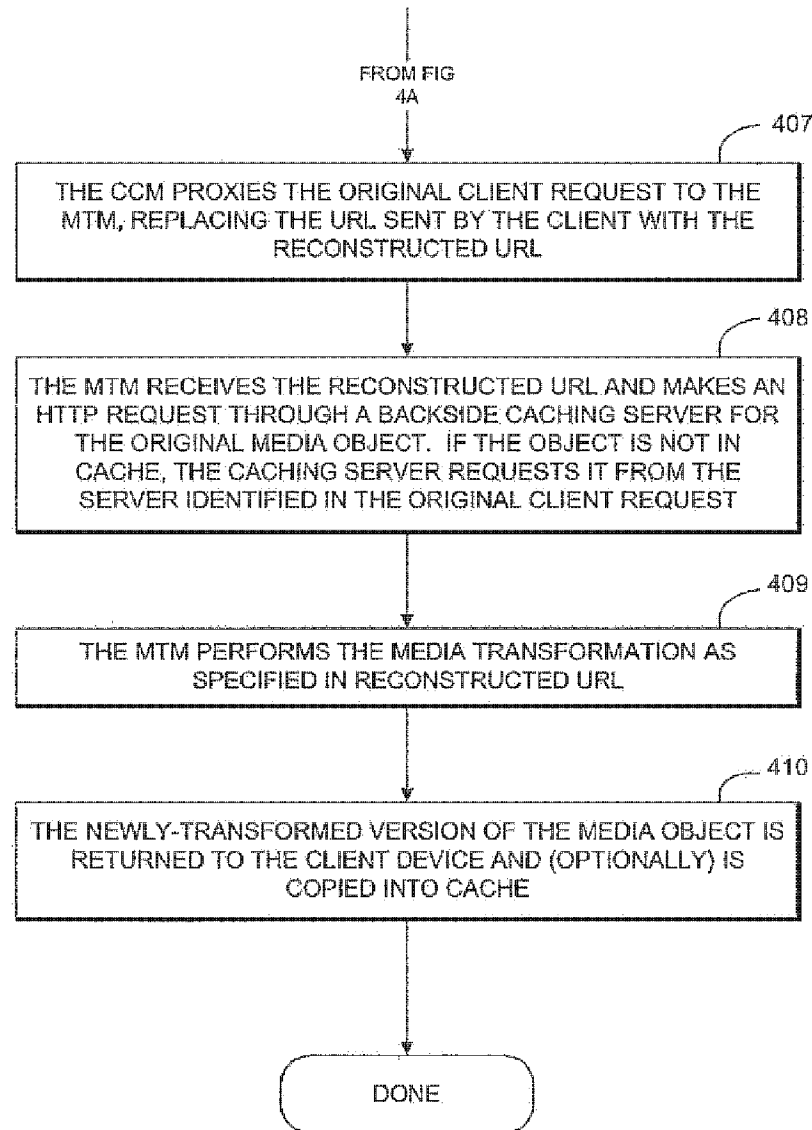 FROM FIG
4A
407
THE CCM PROXIES THE ORIGINAL CLIENT REQUEST TO THE
MTM, REPLACING THE URL SENT BY THE CLIENT WITH THE
RECONSTRUCTED URL
408
THE MTM RECEIVES THE RECONSTRUCTED URL AND MAKES AN
HTTP REQUEST THROUGH A BACKSIDE CACHING SERVER FOR
THE ORIGINAL MEDIA OBJECT. IF THE OBJECT IS NOT IN
CACHE, THE CACHING SERVER REQUESTS IT FROM THE
SERVER IDENTIFIED IN THE ORIGINAL CLIENT REQUEST
409
THE MTM PERFORMS THE MEDIA TRANSFORMATION AS
SPECIFIED IN RECONSTRUCTED URL
410
THE NEWLY-TRANSFORMED VERSION OF THE MEDIA OBJECT IS
RETURNED TO THE CLIENT DEVICE AND (OPTIONALLY) IS
COPIED INTO CACHE
DONE